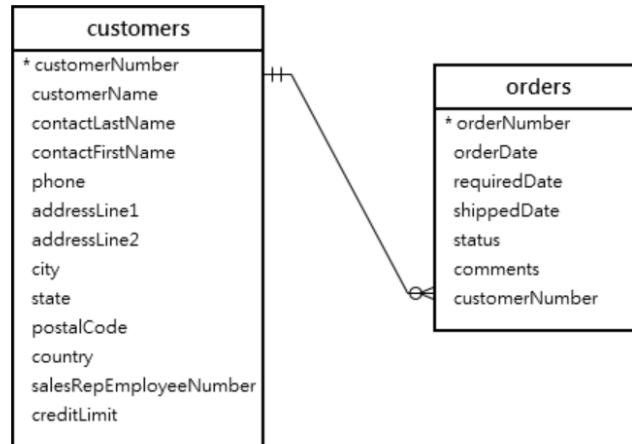 customers
* customerNumber
customerName
contactLastName
contactFirstName
phone
addressLine1
addressLine2
city
state
postalCode
country
salesRepEmployeeNumber
creditLimit
orders
* orderNumber
orderDate
requiredDate
shippedDate
status
comments
customerNumber